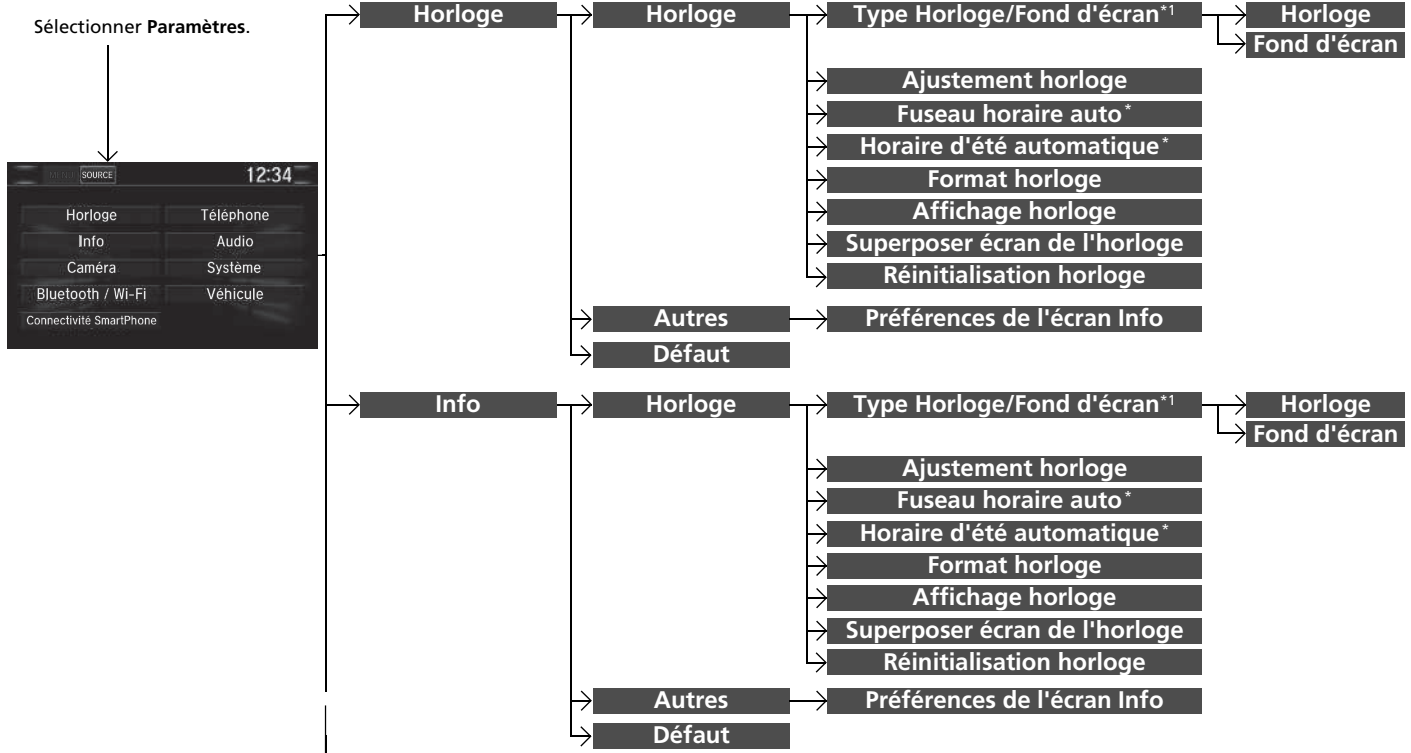 Sélectionner Paramètres.
MENU SOURCE 12:34
Horloge Téléphone
Info Audio
Caméra Système
Bluetooth / Wi-Fi Véhicule
Connectivité SmartPhone
Horloge Horloge Type Horloge/Fond d'écran*1 Horloge
Fond d'écran
Ajustement horloge
Fuseau horaire auto*
Horaire d'été automatique*
Format horloge
Affichage horloge
Superposer écran de l'horloge
Réinitialisation horloge
Autres Préférences de l'écran Info
Défaut
Info Horloge Type Horloge/Fond d'écran*1 Horloge
Fond d'écran
Ajustement horloge
Fuseau horaire auto*
Horaire d'été automatique*
Format horloge
Affichage horloge
Superposer écran de l'horloge
Réinitialisation horloge
Autres Préférences de l'écran Info
Défaut